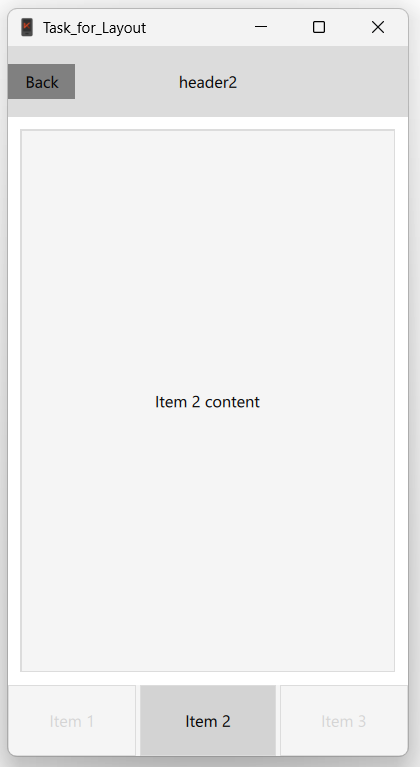 Task_for_Layout
Back
header2
Item 2 content
Item 1
Item 2
Item 3